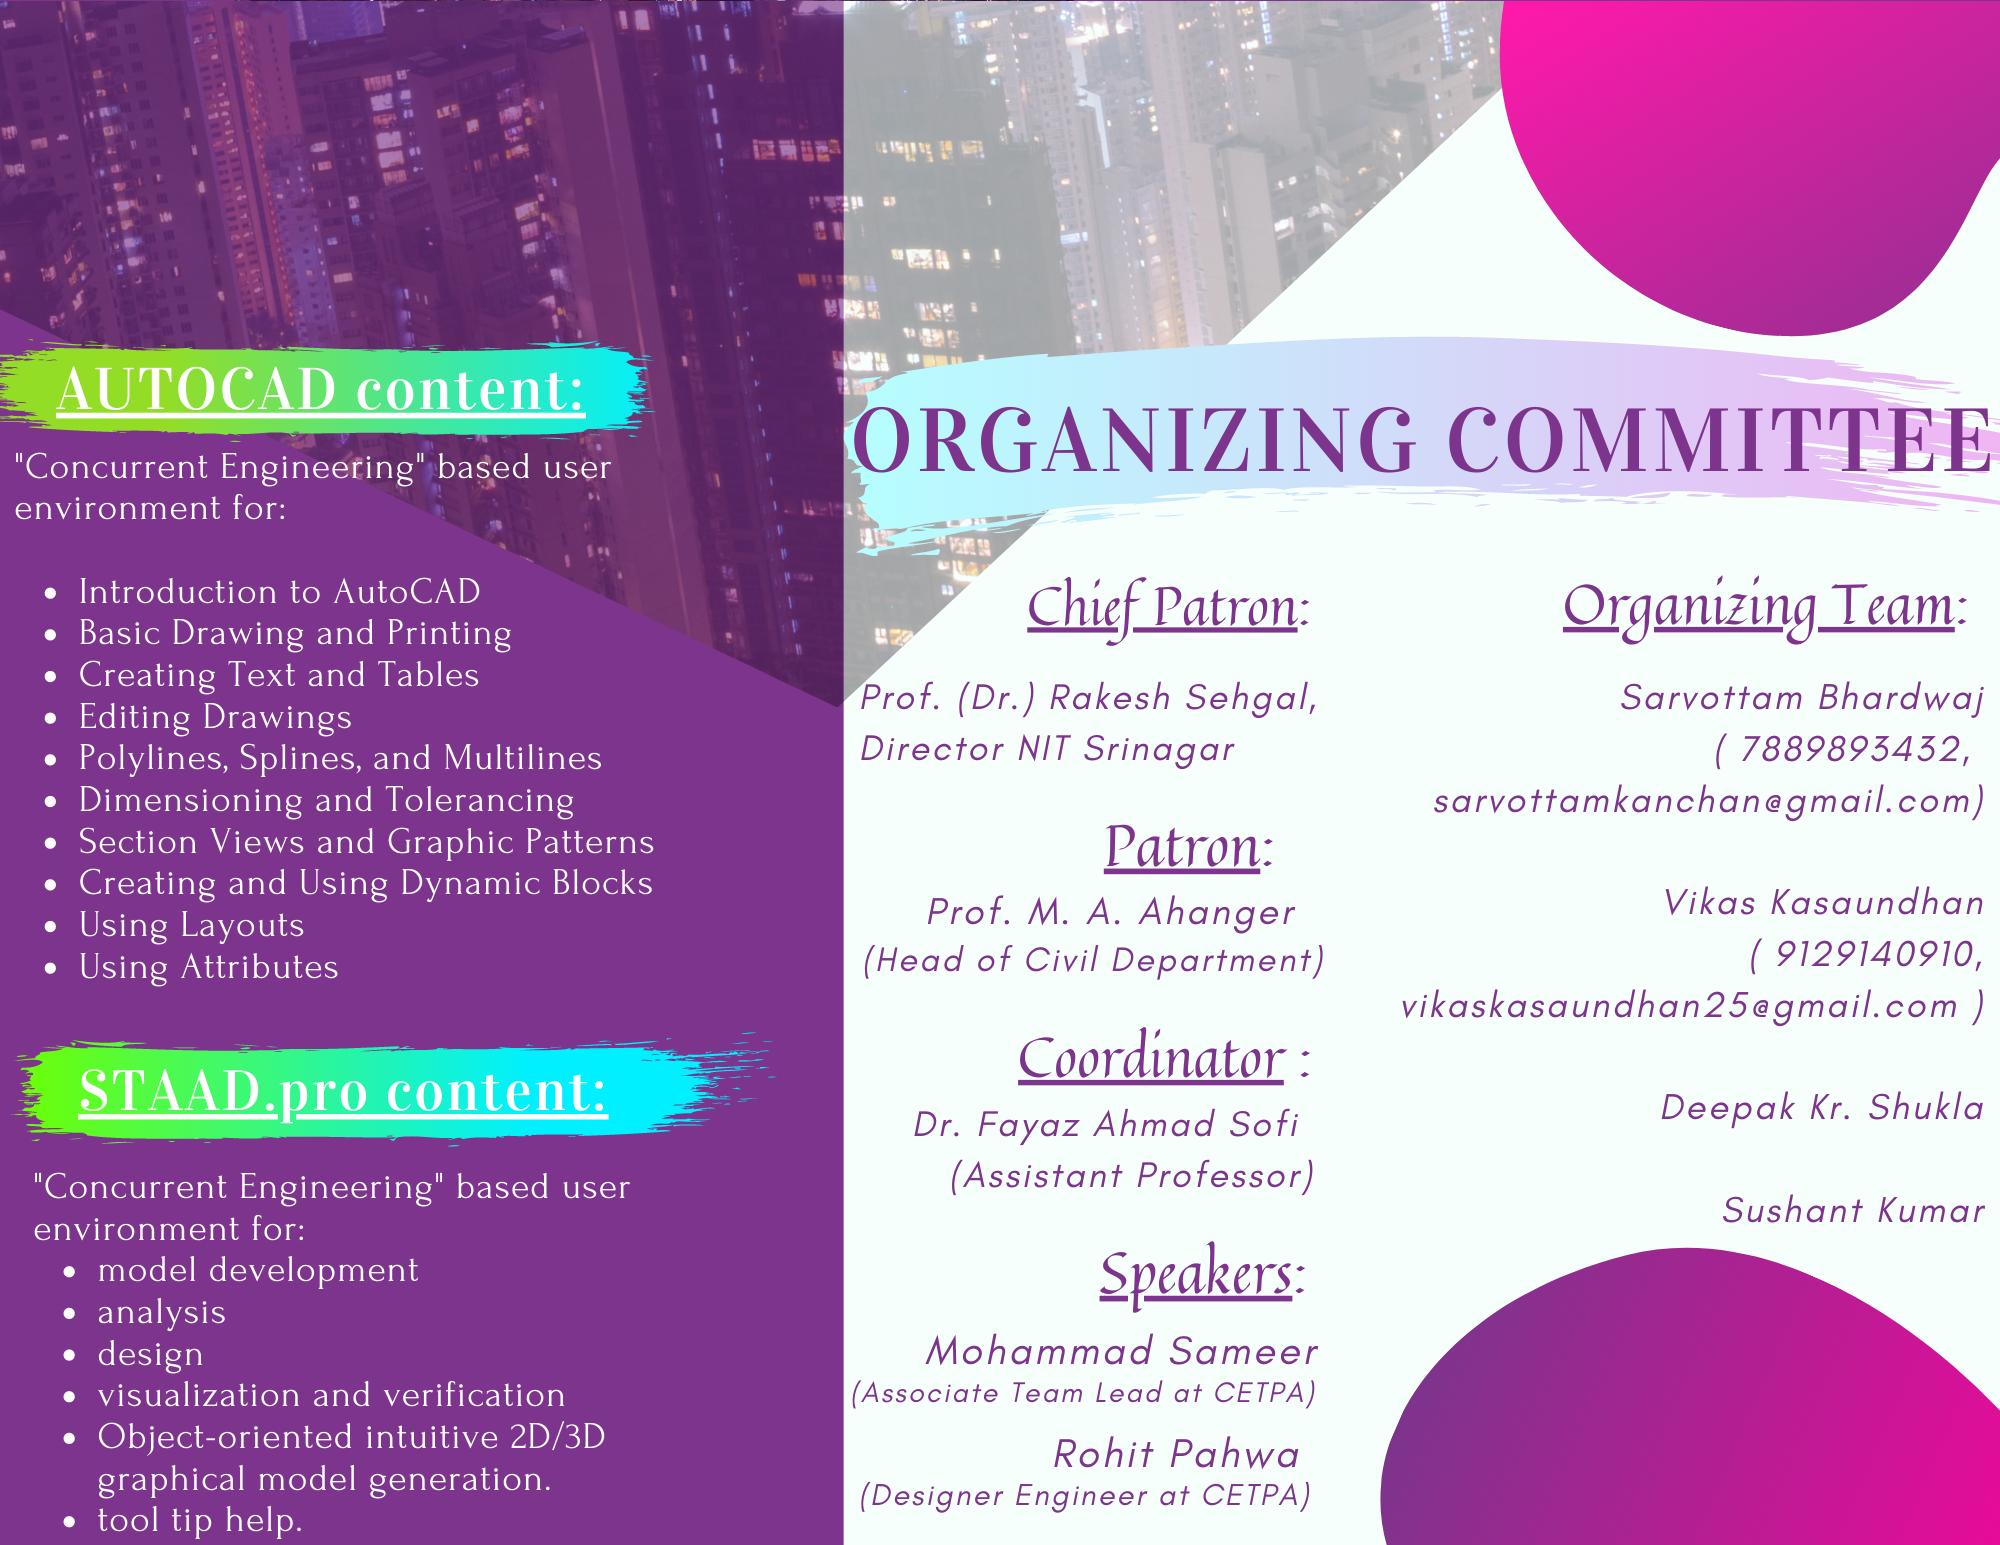 AUTOCAD content:
"Concurrent Engineering" based user
environment for:
• Introduction to AutoCAD
• Basic Drawing and Printing
• Creating Text and Tables
• Editing Drawings
• Polylines, Splines, and Multilines
• Dimensioning and Tolerancing
• Section Views and Graphic Patterns
• Creating and Using Dynamic Blocks
• Using Layouts
• Using Attributes
STAAD.pro content:
"Concurrent Engineering" based user
environment for:
• model development
• analysis
• design
• visualization and verification
• Object-oriented intuitive 2D/3D
graphical model generation.
• tool tip help.
ORGANIZING COMMITTEE
Chief Patron:
Prof. (Dr.) Rakesh Sehgal,
Director NIT Srinagar
Patron:
Prof. M. A. Ahanger
(Head of Civil Department)
Coordinator :
Dr. Fayaz Ahmad Sofi
(Assistant Professor)
Speakers:
Mohammad Sameer
(Associate Team Lead at CETPA)
Rohit Pahwa
(Designer Engineer at CETPA)
Organizing Team:
Sarvottam Bhardwaj
( 7889893432,
sarvottamkanchan@gmail.com)
Vikas Kasaundhan
( 9129140910,
vikaskasaundhan25@gmail.com )
Deepak Kr. Shukla
Sushant Kumar